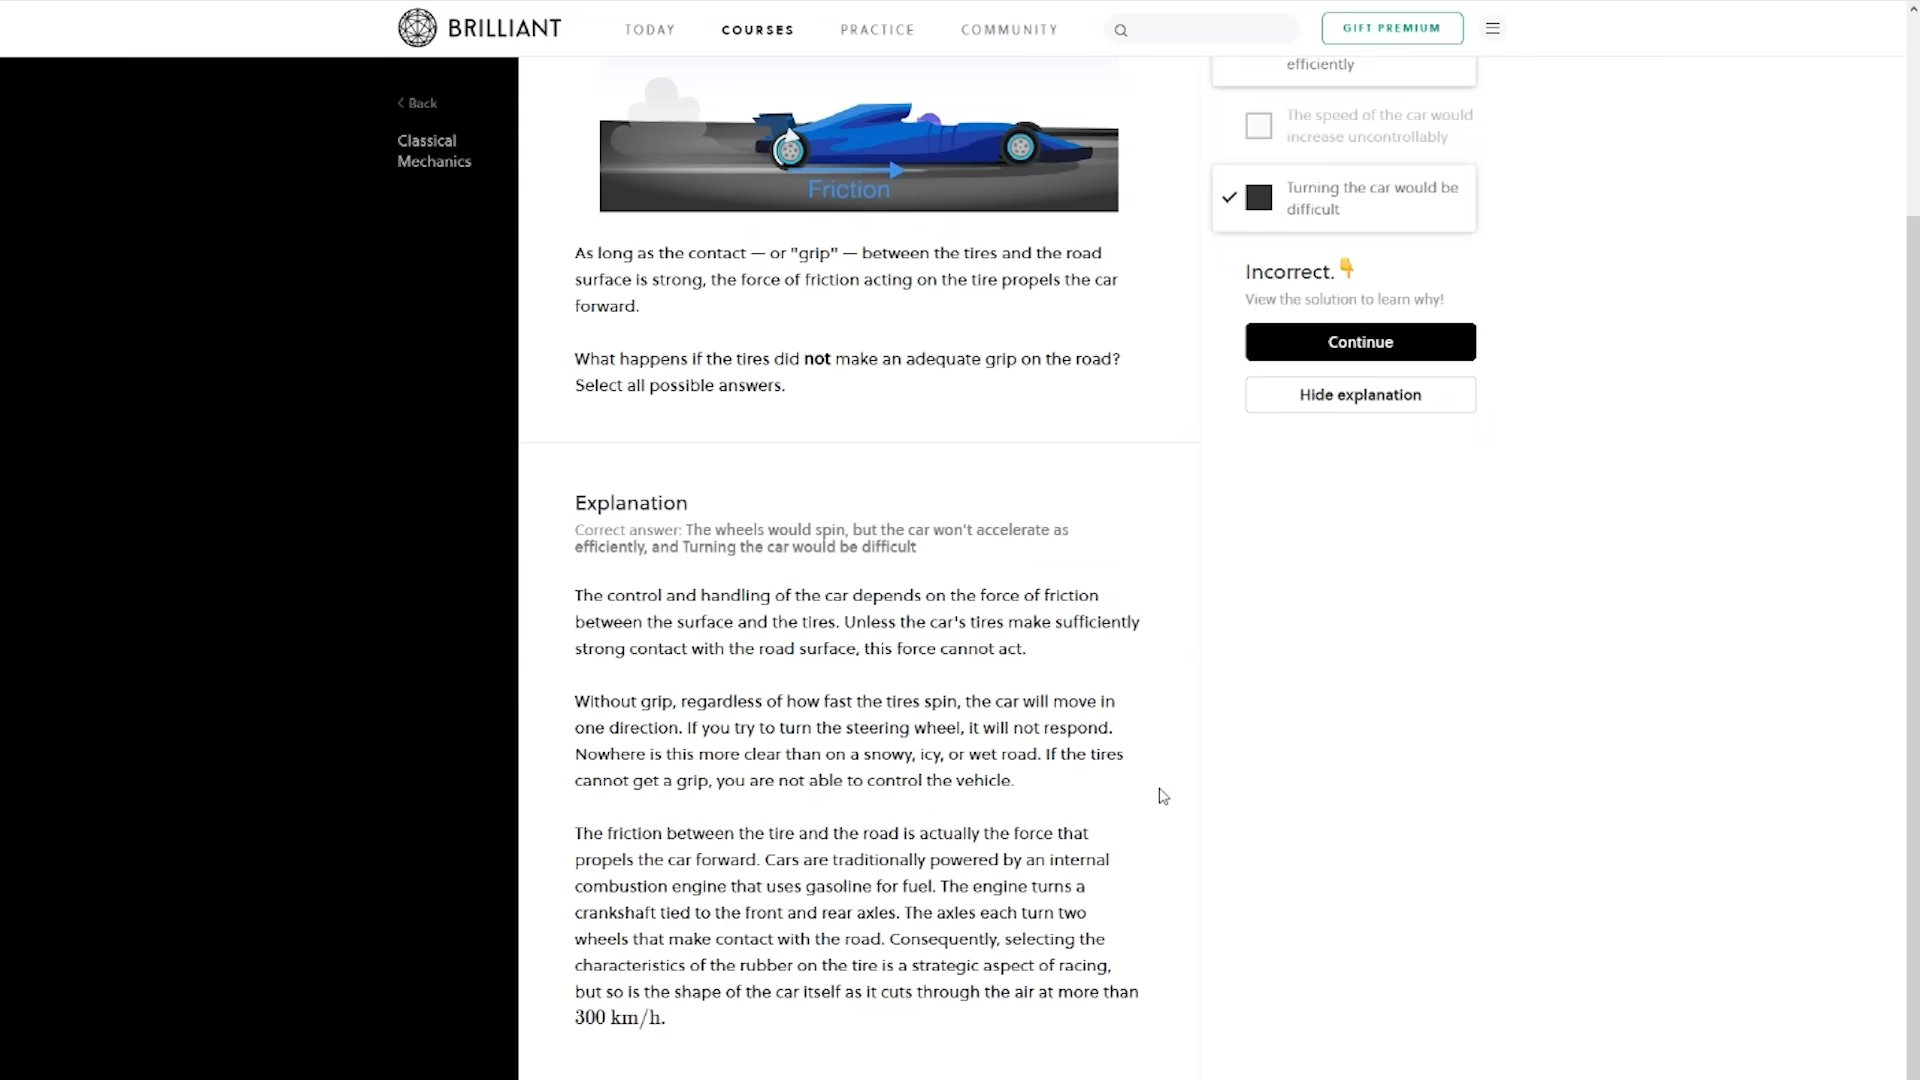 BRILLIANT
TODAY
COURSES
PRACTICE
COMMUNITY
GIFT PREMIUM
Back
Classical
Mechanics
Friction
As long as the contact — or "grip" — between the tires and the road
surface is strong, the force of friction acting on the tire propels the car
forward.
What happens if the tires did not make an adequate grip on the road?
Select all possible answers.
efficiently
The speed of the car would
increase uncontrollably
Turning the car would be
difficult
Incorrect.
View the solution to learn why!
Continue
Hide explanation
Explanation
Correct answer: The wheels would spin, but the car won't accelerate as
efficiently, and Turning the car would be difficult
The control and handling of the car depends on the force of friction
between the surface and the tires. Unless the car's tires make sufficiently
strong contact with the road surface, this force cannot act.
Without grip, regardless of how fast the tires spin, the car will move in
one direction. If you try to turn the steering wheel, it will not respond.
Nowhere is this more clear than on a snowy, icy, or wet road. If the tires
cannot get a grip, you are not able to control the vehicle.
The friction between the tire and the road is actually the force that
propels the car forward. Cars are traditionally powered by an internal
combustion engine that uses gasoline for fuel. The engine turns a
crankshaft tied to the front and rear axles. The axles each turn two
wheels that make contact with the road. Consequently, selecting the
characteristics of the rubber on the tire is a strategic aspect of racing,
but so is the shape of the car itself as it cuts through the air at more than
300 km/h.